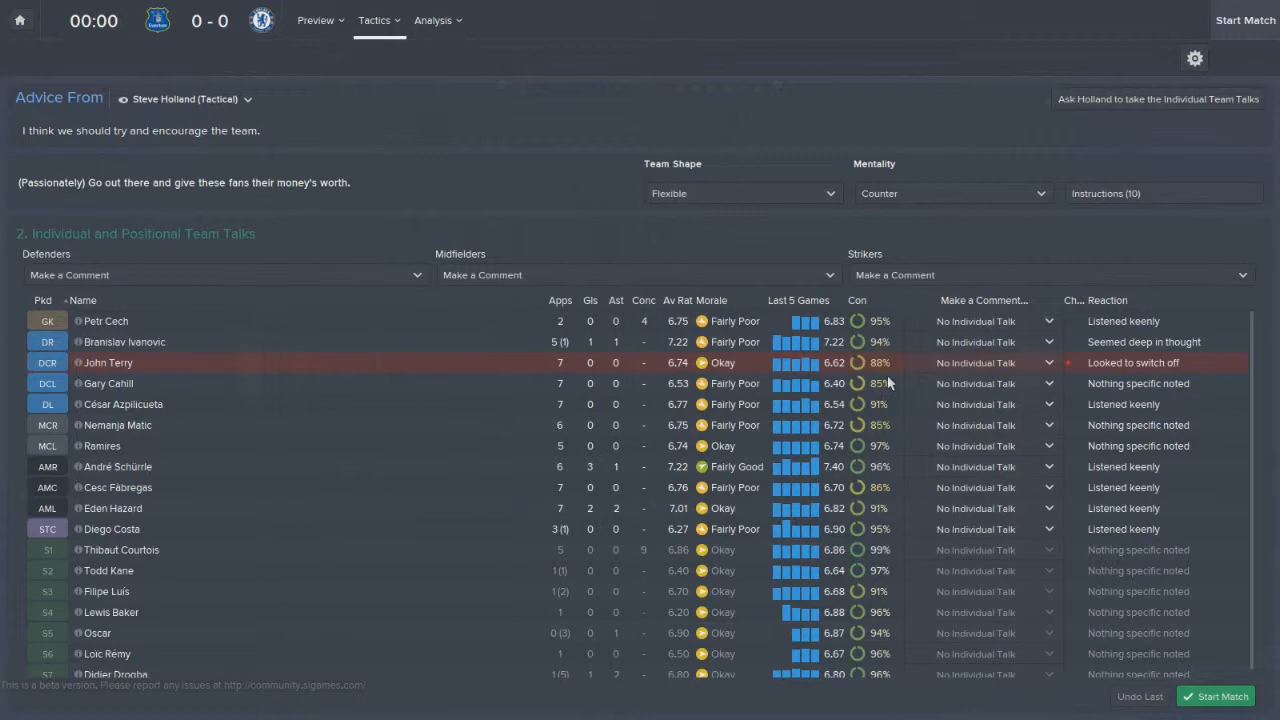 00:00 Everton 0 - 0 Preview Tactics Analysis Start Match
Advice From Steve Holland (Tactical) Ask Holland to take the Individual Team Talks
I think we should try and encourage the team.
Team Shape Mentality
(Passionately) Go out there and give these fans their money's worth. Flexible Counter Instructions (10)
2. Individual and Positional Team Talks
Defenders Midfielders Strikers
Make a Comment Make a Comment Make a Comment
Pkd Name Apps Gls Ast Conc Av Rat Morale Last 5 Games Con Make a Comment... Ch... Reaction
GK Petr Cech 2 0 0 4 6.75 Fairly Poor 6.83 95% No Individual Talk Listened keenly
DR Branislav Ivanovic 5 (1) 1 1 - 7.22 Fairly Poor 7.22 94% No Individual Talk Seemed deep in thought
DCR John Terry 7 0 0 - 6.74 Okay 6.62 88% No Individual Talk Looked to switch off
DCL Gary Cahill 7 0 0 - 6.53 Fairly Poor 6.40 85% No Individual Talk Nothing specific noted
DL César Azpilicueta 7 0 0 - 6.77 Fairly Poor 6.54 91% No Individual Talk Listened keenly
MCR Nemanja Matic 6 0 0 - 6.75 Fairly Poor 6.72 85% No Individual Talk Nothing specific noted
MCL Ramires 5 0 0 - 6.74 Okay 6.74 97% No Individual Talk Nothing specific noted
AMR André Schürrle 6 3 1 - 7.22 Fairly Good 7.40 96% No Individual Talk Listened keenly
AMC Cesc Fàbregas 7 0 0 - 6.76 Fairly Poor 6.70 86% No Individual Talk Listened keenly
AML Eden Hazard 7 2 2 - 7.01 Okay 6.82 91% No Individual Talk Listened keenly
STC Diego Costa 3 (1) 0 0 - 6.27 Fairly Poor 6.90 95% No Individual Talk Listened keenly
S1 Thibaut Courtois 5 0 0 9 6.86 Okay 6.86 99% No Individual Talk Nothing specific noted
S2 Todd Kane 1 (1) 0 0 - 6.40 Okay 6.64 97% No Individual Talk Nothing specific noted
S3 Filipe Luís 1 (2) 0 0 - 6.70 Okay 6.68 91% No Individual Talk Nothing specific noted
S4 Lewis Baker 1 0 0 - 6.20 Okay 6.88 96% No Individual Talk Nothing specific noted
S5 Oscar 0 (3) 0 1 - 6.90 Okay 6.87 94% No Individual Talk Nothing specific noted
S6 Loïc Rémy 1 0 0 - 6.50 Okay 6.67 96% No Individual Talk Nothing specific noted
S7 Didier Drogba 1 (5) 1 2 - 6.80 Okay 6.80 96% No Individual Talk Nothing specific noted
This is a beta version, Please report any issues at http://community.sigames.com/
Undo Last Start Match